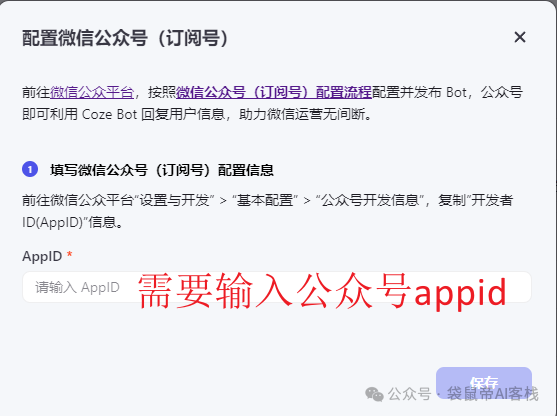 配置微信公众号（订阅号）
前往微信公众平台，按照微信公众号（订阅号）配置流程配置并发布 Bot，公众号
即可利用 Coze Bot 回复用户信息，助力微信运营无间断。
1 填写微信公众号（订阅号）配置信息
前往微信公众平台“设置与开发” > “基本配置” > “公众号开发信息”，复制”开发者
ID(AppID)”信息。
AppID *
请输入 AppID 需要输入公众号appid
保存
公众号 · 袋鼠帝AI客栈